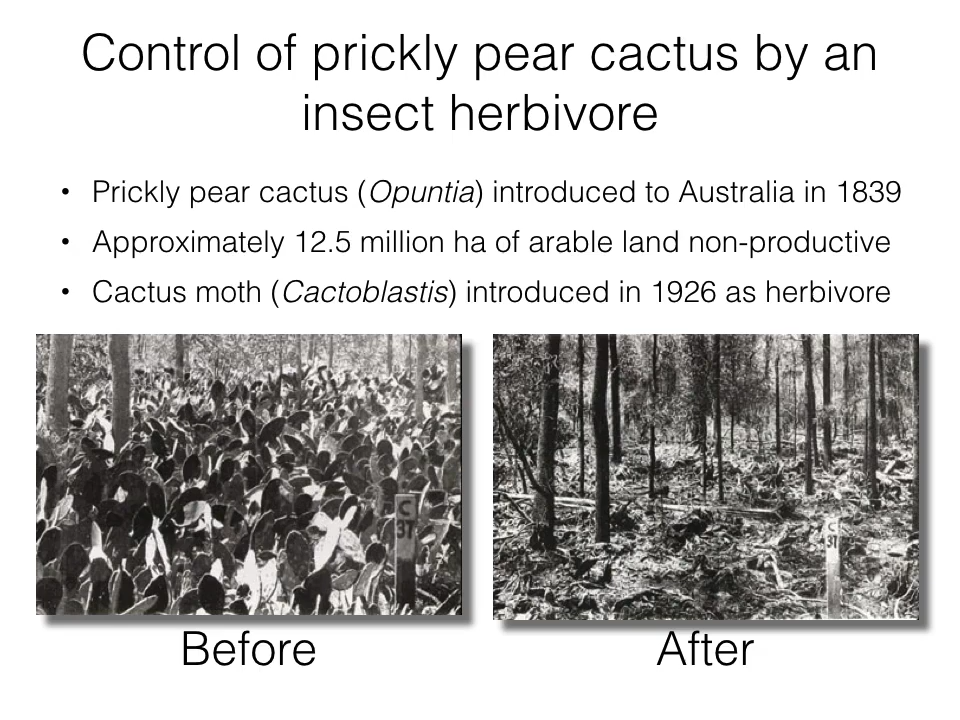 Control of prickly pear cactus by an
insect herbivore
• Prickly pear cactus (Opuntia) introduced to Australia in 1839
• Approximately 12.5 million ha of arable land non-productive
• Cactus moth (Cactoblastis) introduced in 1926 as herbivore
C
37
C
37
Before
After